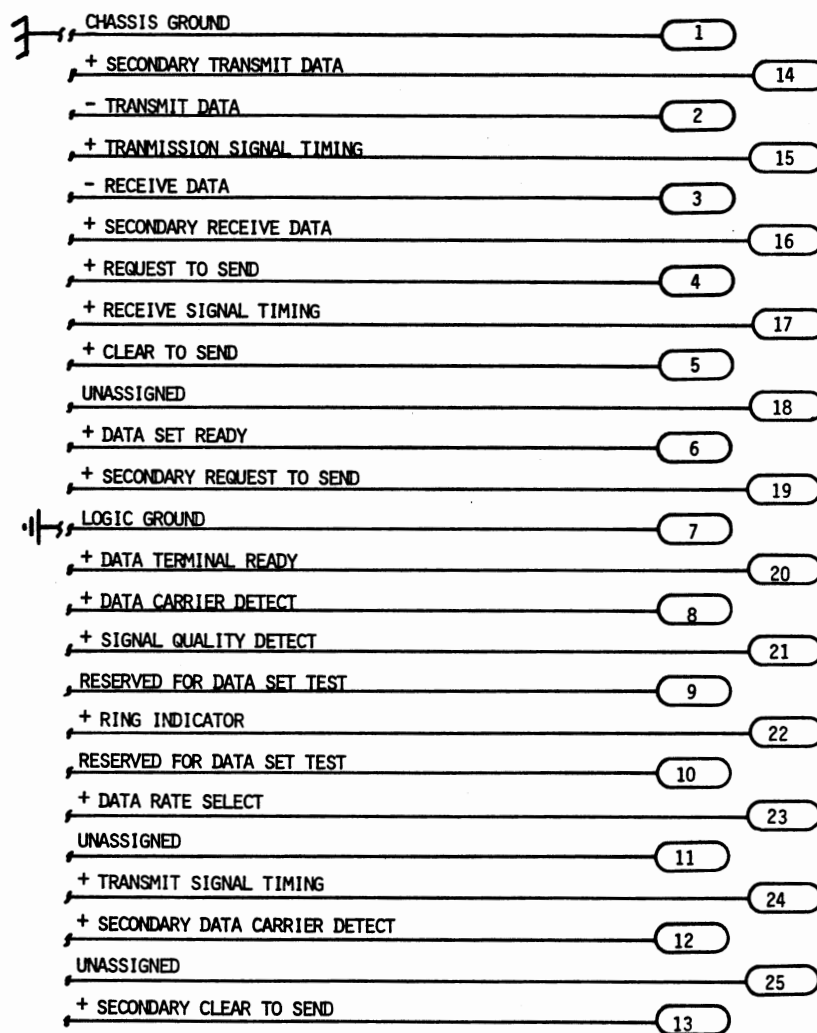 CHASSIS GROUND 1
+ SECONDARY TRANSMIT DATA 14
- TRANSMIT DATA 2
+ TRANMISSION SIGNAL TIMING 15
- RECEIVE DATA 3
+ SECONDARY RECEIVE DATA 16
+ REQUEST TO SEND 4
+ RECEIVE SIGNAL TIMING 17
+ CLEAR TO SEND 5
UNASSIGNED 18
+ DATA SET READY 6
+ SECONDARY REQUEST TO SEND 19
LOGIC GROUND 7
+ DATA TERMINAL READY 20
+ DATA CARRIER DETECT 8
+ SIGNAL QUALITY DETECT 21
RESERVED FOR DATA SET TEST 9
+ RING INDICATOR 22
RESERVED FOR DATA SET TEST 10
+ DATA RATE SELECT 23
UNASSIGNED 11
+ TRANSMIT SIGNAL TIMING 24
+ SECONDARY DATA CARRIER DETECT 12
UNASSIGNED 25
+ SECONDARY CLEAR TO SEND 13